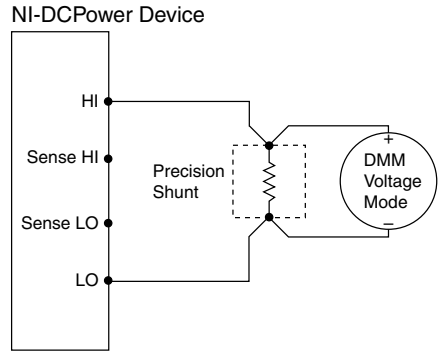 NI-DCPower Device
HI
Sense HI
Sense LO
LO
Precision
Shunt
+
DMM
Voltage
Mode
–